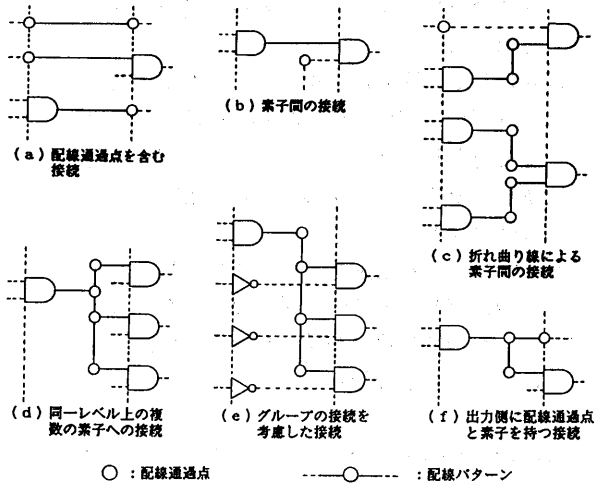 (a) 配線通過点を含む
接続
(b) 素子間の接続
(c) 折れ曲り線による
素子間の接続
(d) 同一レベル上の複
数の素子への接続
(e) グループの接続を
考慮した接続
(f) 出力側に配線通過点
と素子を持つ接続
:配線通過点
:配線パターン